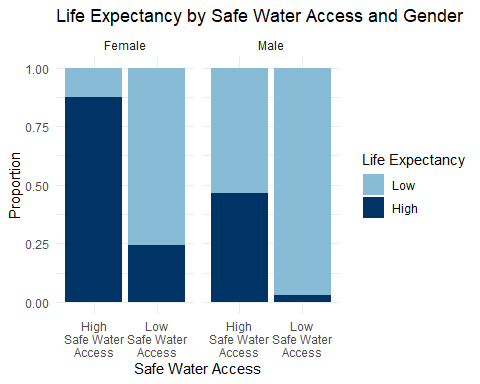 Life Expectancy by Safe Water Access and Gender
Female
Male
Proportion
1.00
0.75
0.50
0.25
0.00
High
Safe Water
Access
Low
Safe Water
Access
High
Safe Water
Access
Low
Safe Water
Access
Safe Water Access
Life Expectancy
Low
High